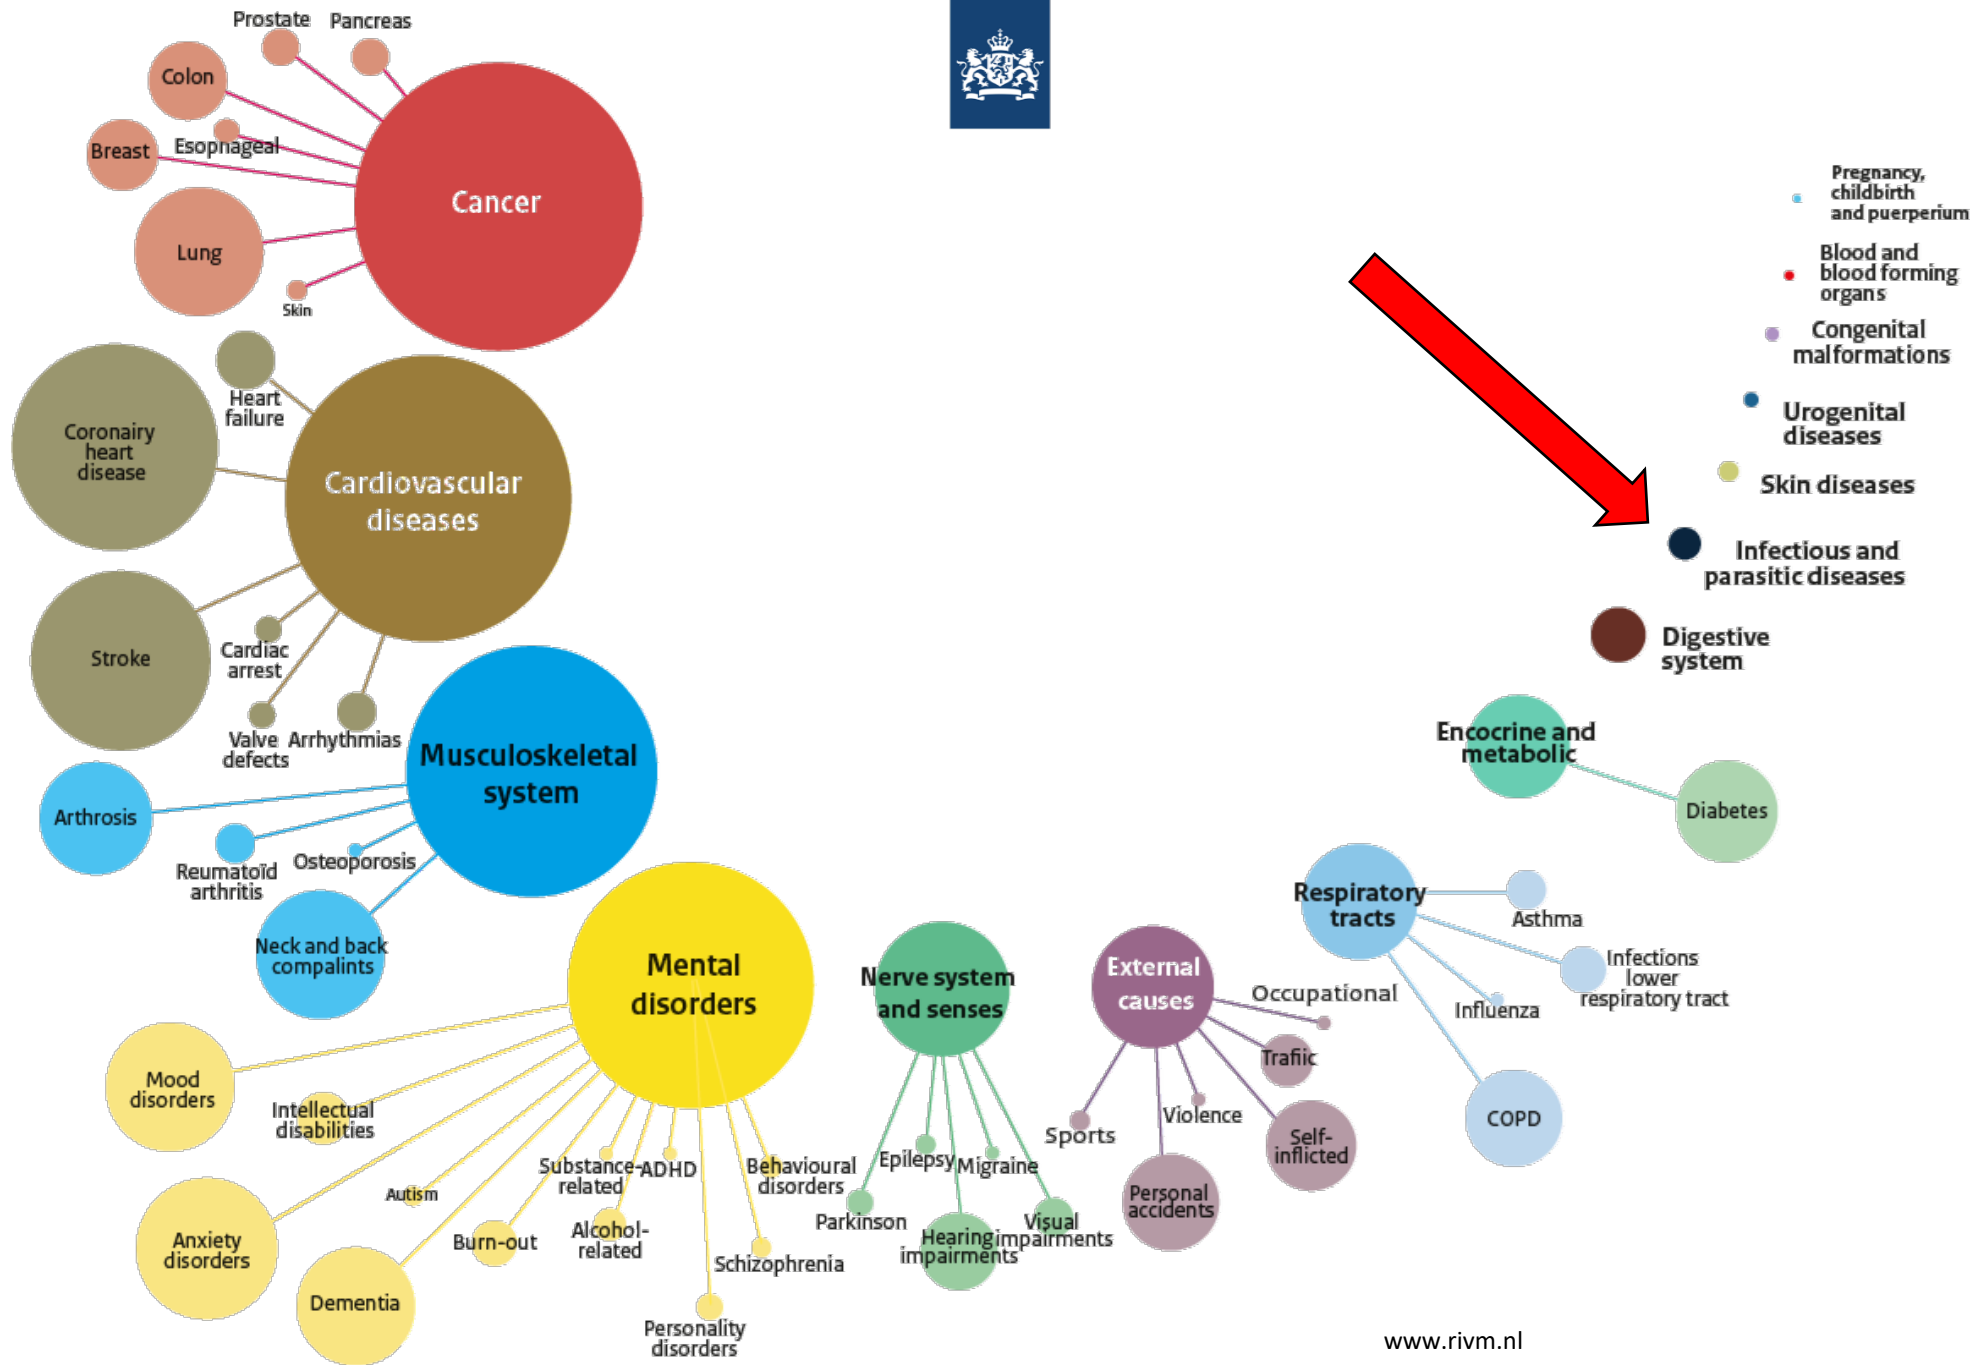 Prostate
Pancreas
Colon
Esophageal
Breast
Cancer
Lung
Skin
Heart
failure
Coronairy
heart
disease
Cardiovascular
diseases
Stroke
Cardiac
arrest
Valve
defects
Arrhythmias
Musculoskeletal
system
Arthrosis
Reumatoïd
arthritis
Osteoporosis
Neck and back
compalints
Mental
disorders
Mood
disorders
Intellectual
disabilities
Anxiety
disorders
Autism
Dementia
Burn-out
Substance-
related
Alcohol-
related
ADHD
Personality
disorders
Schizophrenia
Behavioural
disorders
Nerve system
and senses
Parkinson
Epilepsy
Hearing
impairments
Migraine
Visual
impairments
External
causes
Sports
Personal
accidents
Violence
Self-
inflicted
Trafiic
Occupational
Respiratory
tracts
Asthma
Infections
lower
respiratory tract
Influenza
COPD
Encocrine and
metabolic
Diabetes
Digestive
system
Infectious and
parasitic diseases
Skin diseases
Urogenital
diseases
Congenital
malformations
Blood and
blood forming
organs
Pregnancy,
childbirth
and puerperium
www.rivm.nl